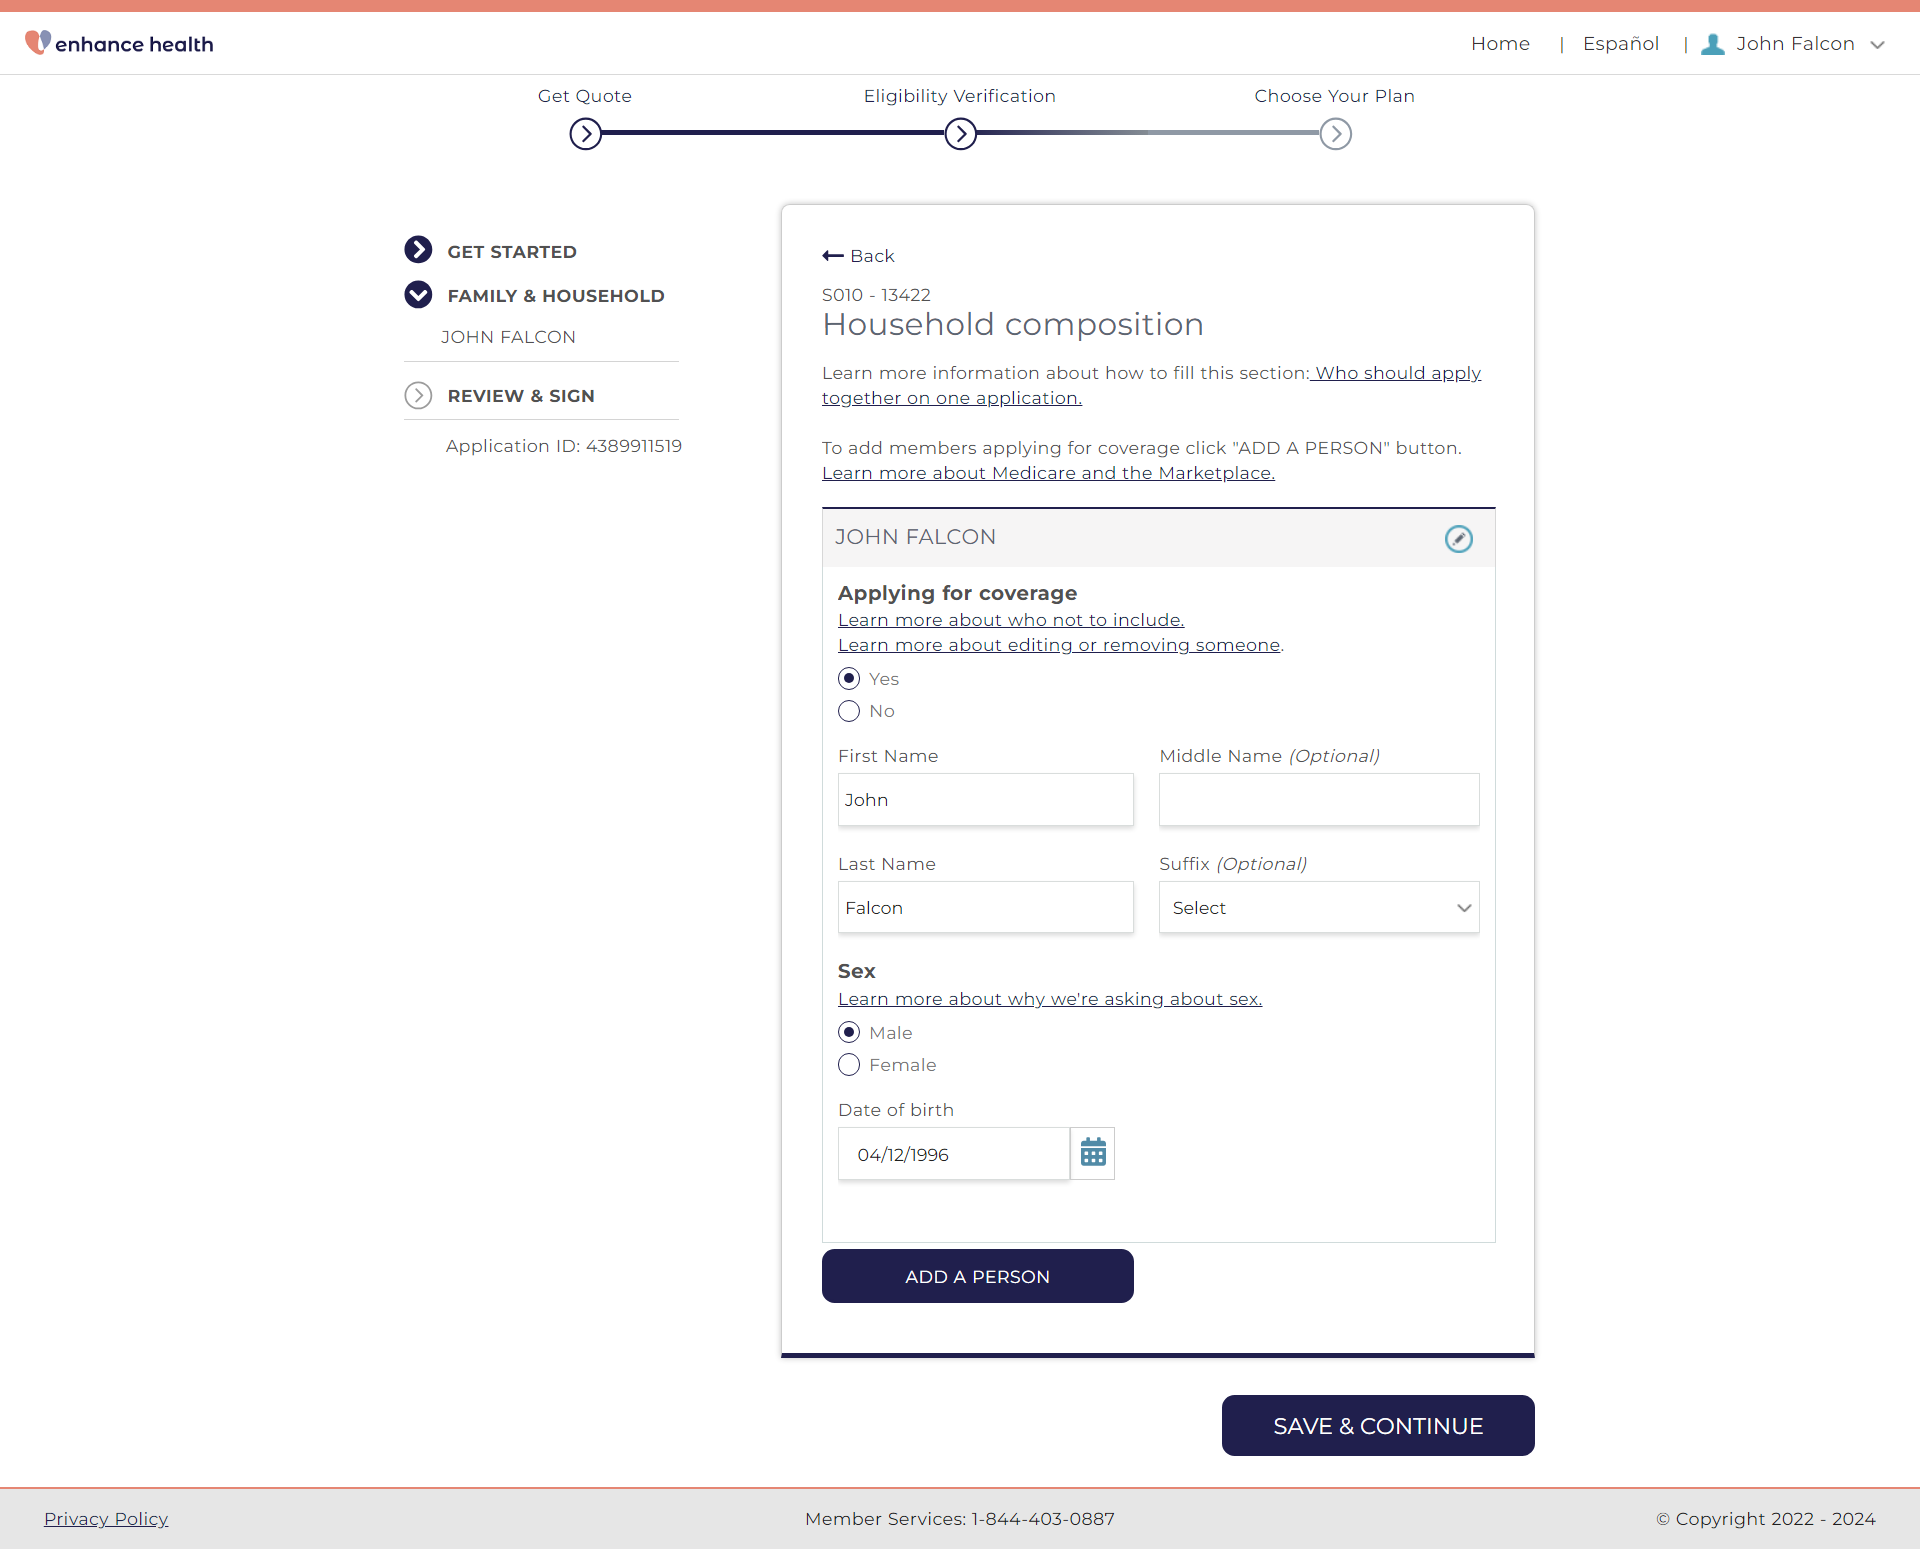 enhance health
Home | Español | John Falcon
Get Quote
Eligibility Verification
Choose Your Plan
GET STARTED
FAMILY & HOUSEHOLD
JOHN FALCON
REVIEW & SIGN
Application ID: 4389911519
Back
S010 - 13422
Household composition
Learn more information about how to fill this section: Who should apply
together on one application.
To add members applying for coverage click "ADD A PERSON" button.
Learn more about Medicare and the Marketplace.
JOHN FALCON
Applying for coverage
Learn more about who not to include.
Learn more about editing or removing someone.
Yes
No
First Name
Middle Name (Optional)
John
Last Name
Suffix (Optional)
Falcon
Select
Sex
Learn more about why we're asking about sex.
Male
Female
Date of birth
04/12/1996
ADD A PERSON
SAVE & CONTINUE
Privacy Policy
Member Services: 1-844-403-0887
© Copyright 2022 - 2024